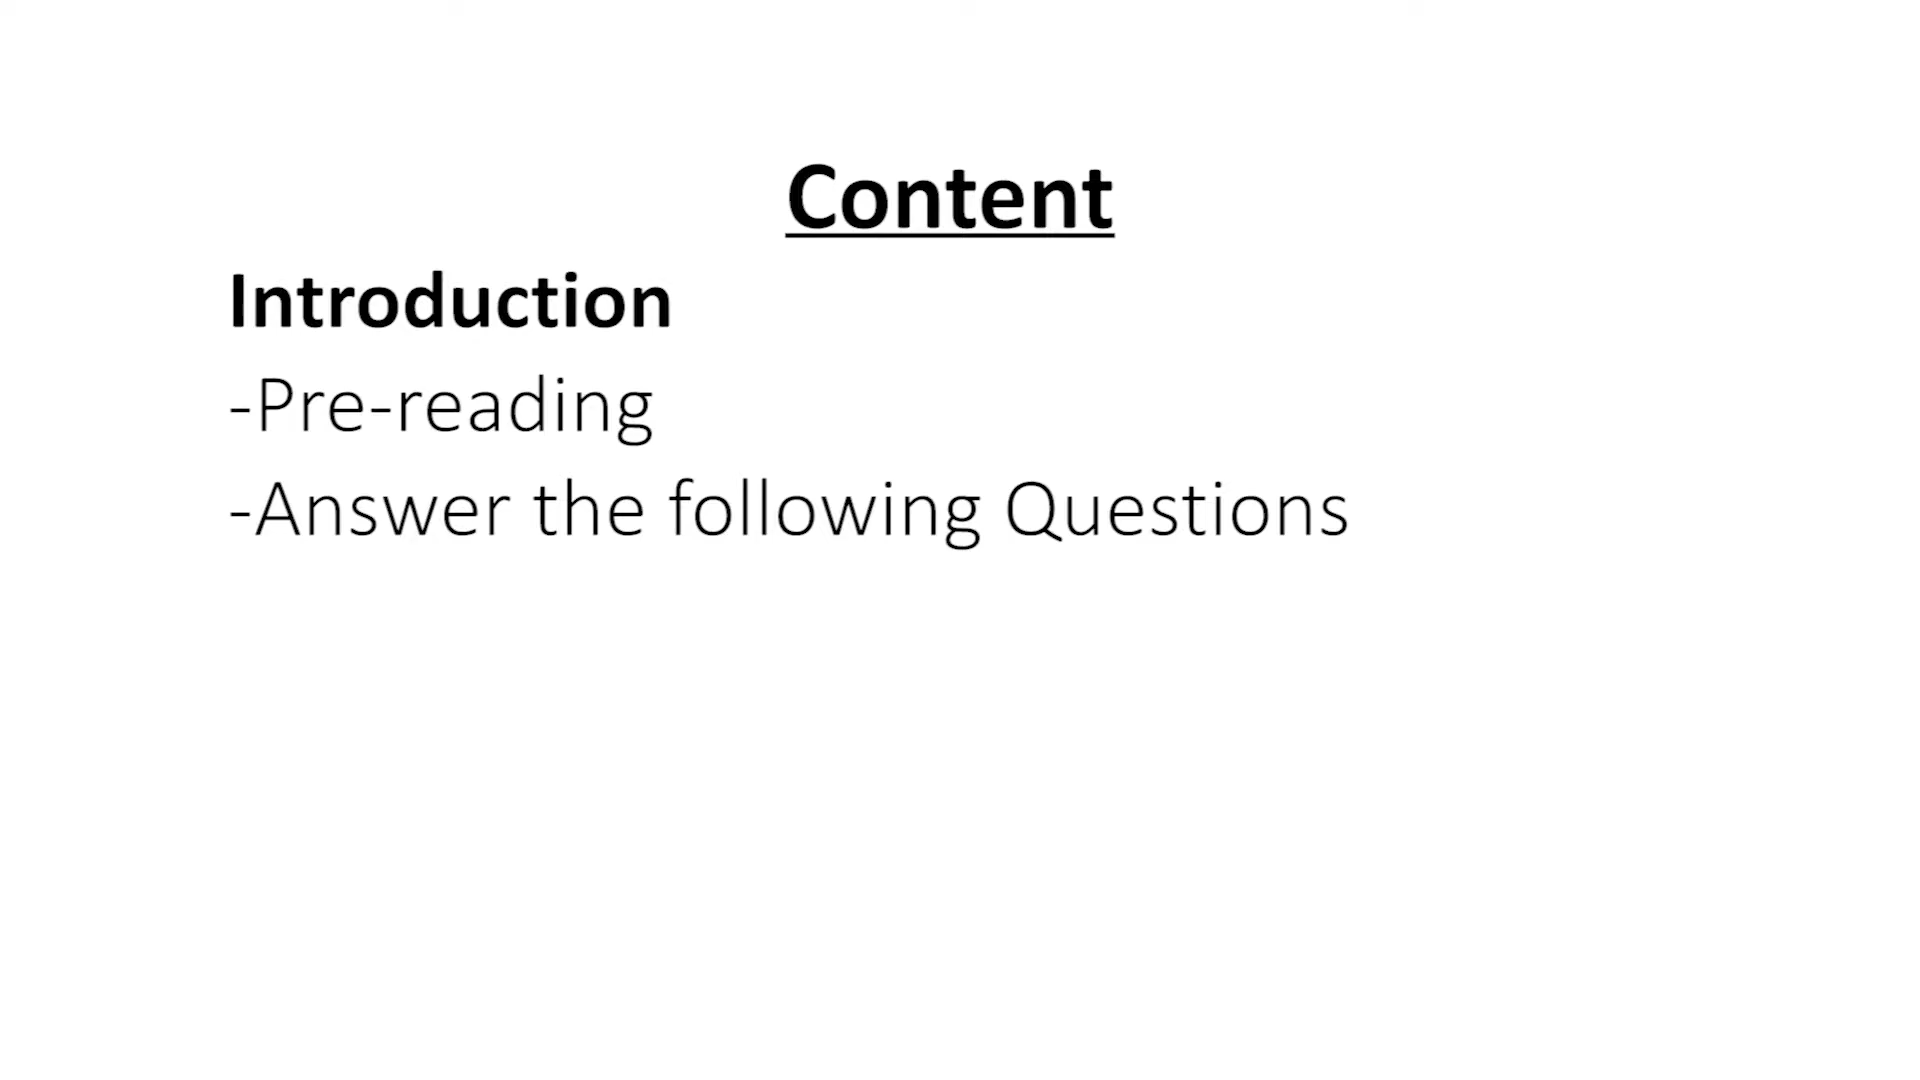 Content
Introduction
-Pre-reading
-Answer the following Questions